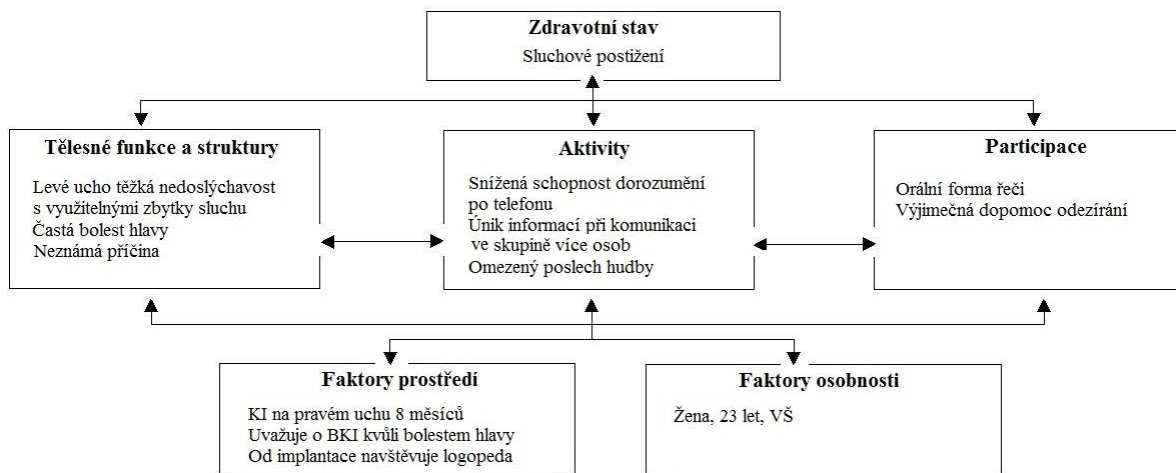 Zdravotní stav
Sluchové postižení
Tělesné funkce a struktury
Levé ucho těžká nedoslýchavost
s využitelnými zbytky sluchu
Častá bolest hlavy
Neznámá příčina
Aktivity
Snížená schopnost dorozumění
po telefonu
Únik informací při komunikaci
ve skupině více osob
Omezený poslech hudby
Participace
Orální forma řeči
Výjimečná dopomoc odezírání
Faktory prostředí
KI na pravém uchu 8 měsíců
Uvažuje o BKI kvůli bolestem hlavy
Od implantace navštěvuje logopeda
Faktory osobnosti
Žena, 23 let, VŠ